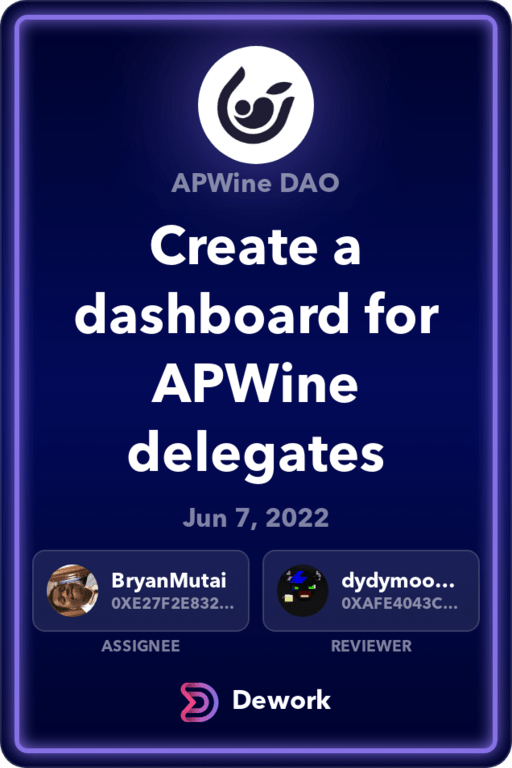 APWine DAO
Create a
dashboard for
APWine
delegates
Jun 7, 2022
BryanMutai
0XE27F2E832...
ASSIGNEE
dydymoo...
0XAFE4043C...
REVIEWER
Dework